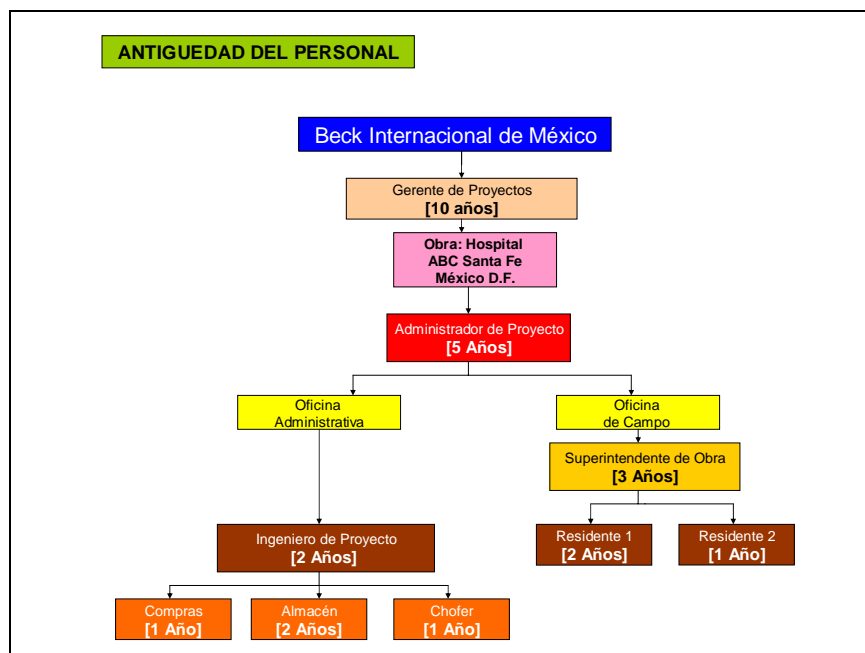 ANTIGUEDAD DEL PERSONAL
Beck Internacional de México
Gerente de Proyectos
[10 años]
Obra: Hospital
ABC Santa Fe
México D.F.
Administrador de Proyecto
[5 Años]
Oficina
Administrativa
Oficina
de Campo
Superintendente de Obra
[3 Años]
Ingeniero de Proyecto
[2 Años]
Residente 1
[2 Años]
Residente 2
[1 Año]
Compras
[1 Año]
Almacén
[2 Años]
Chofer
[1 Año]